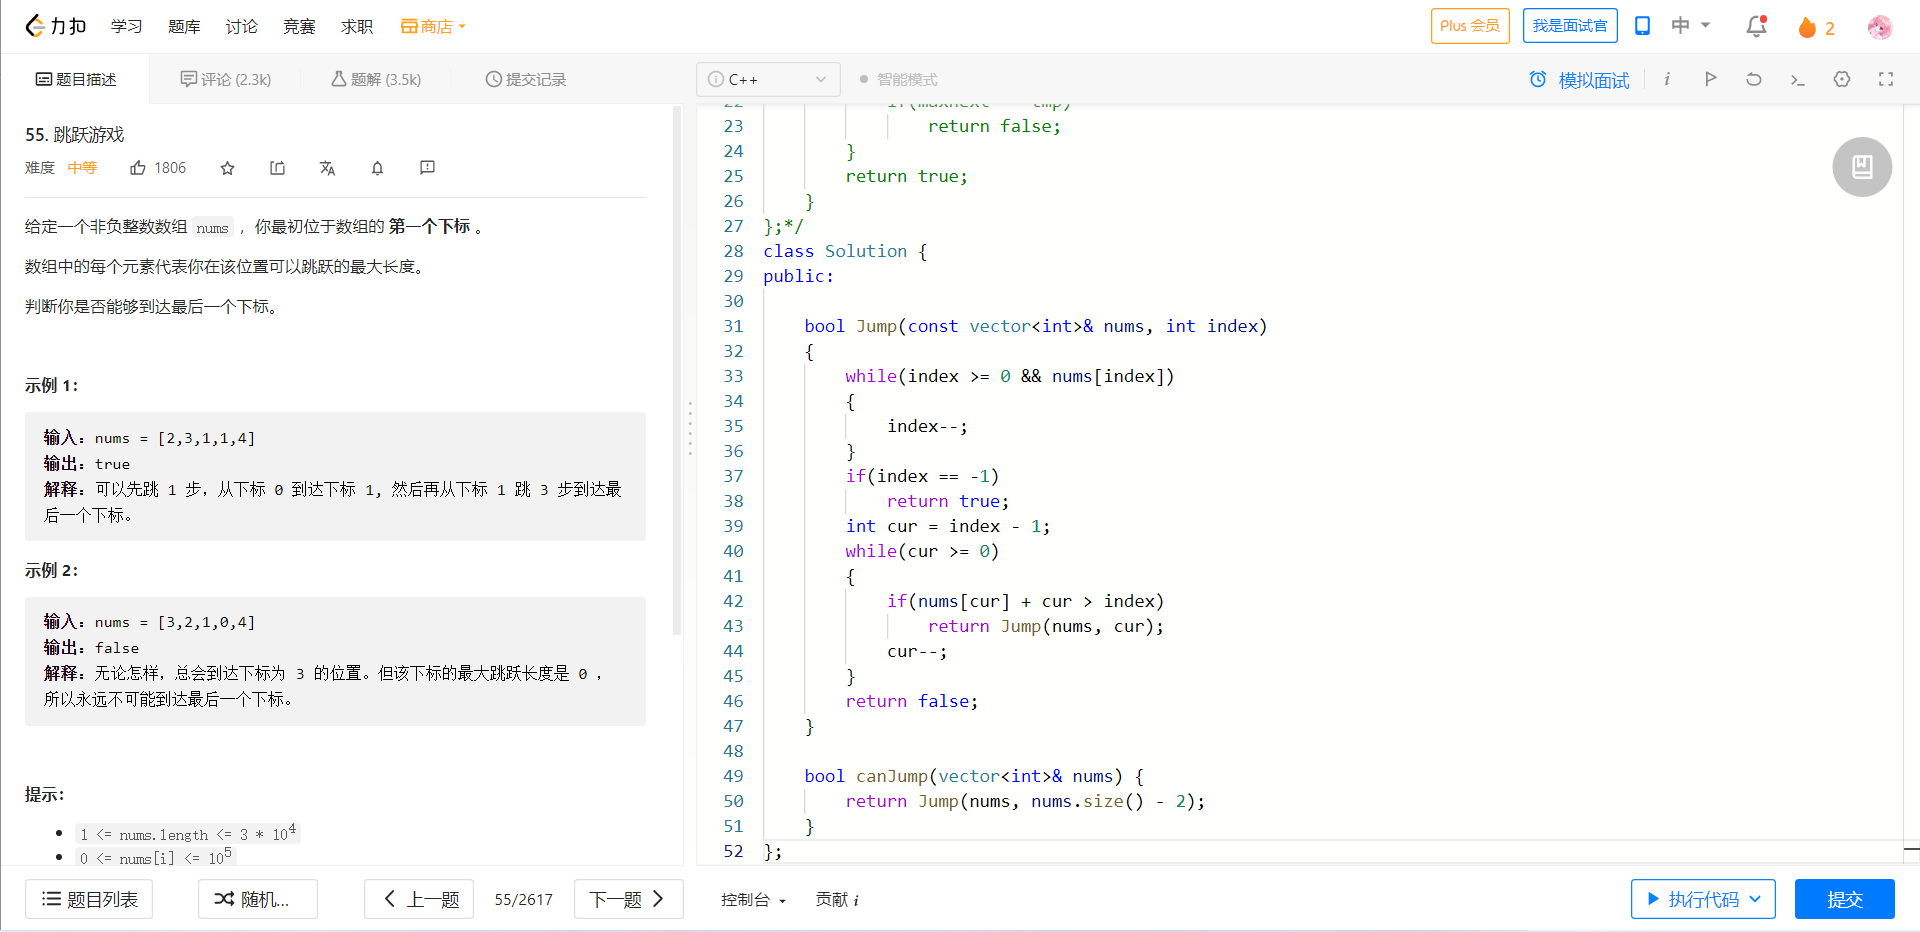 力扣 学习 题库 讨论 竞赛 求职 商店 Plus 会员 我是面试官 中 2
题目描述 评论 (2.3k) 题解 (3.5k) 提交记录 i C++ 智能模式 模拟面试 i
55. 跳跃游戏
难度 中等 1806
给定一个非负整数数组 nums ，你最初位于数组的 第一个下标 。
数组中的每个元素代表你在该位置可以跳跃的最大长度。
判断你是否能够到达最后一个下标。
示例 1：
输入：nums = [2,3,1,1,4]
输出：true
解释：可以先跳 1 步，从下标 0 到达下标 1, 然后再从下标 1 跳 3 步到达最
后一个下标。
示例 2：
输入：nums = [3,2,1,0,4]
输出：false
解释：无论怎样，总会到达下标为 3 的位置。但该下标的最大跳跃长度是 0 ，
所以永远不可能到达最后一个下标。
提示：
1 <= nums.length <= 3 * 10^4
0 <= nums[i] <= 10^5
22 if(maxnext tmp)
23 return false;
24 }
25 return true;
26 }
27 };*/
28 class Solution {
29 public:
30
31 bool Jump(const vector<int>& nums, int index)
32 {
33 while(index >= 0 && nums[index])
34 {
35 index--;
36 }
37 if(index == -1)
38 return true;
39 int cur = index - 1;
40 while(cur >= 0)
41 {
42 if(nums[cur] + cur > index)
43 return Jump(nums, cur);
44 cur--;
45 }
46 return false;
47 }
48
49 bool canJump(vector<int>& nums) {
50 return Jump(nums, nums.size() - 2);
51 }
52 };
题目列表 随机... 上一题 55/2617 下一题 控制台 贡献 i 执行代码 提交